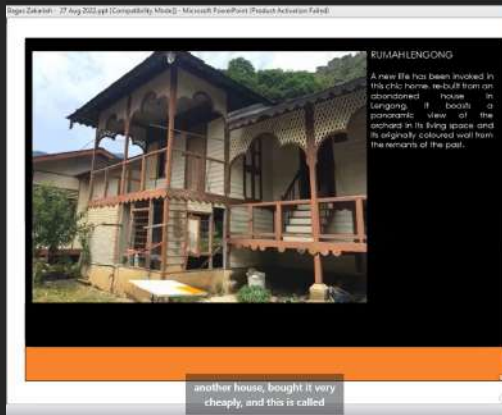 Bagas Zakariah - 27 Aug 2022.ppt [Compatibility Mode] - Microsoft PowerPoint (Product Activation Failed)
RUMAH LENGONG
A new life has been invoked in
this chic home, re-built from an
abandoned house in
Lengong. It boasts a
panoramic view of the
orchard in its living space and
its originally coloured wall from
the remants of the past.
another house, bought it very
cheaply, and this is called